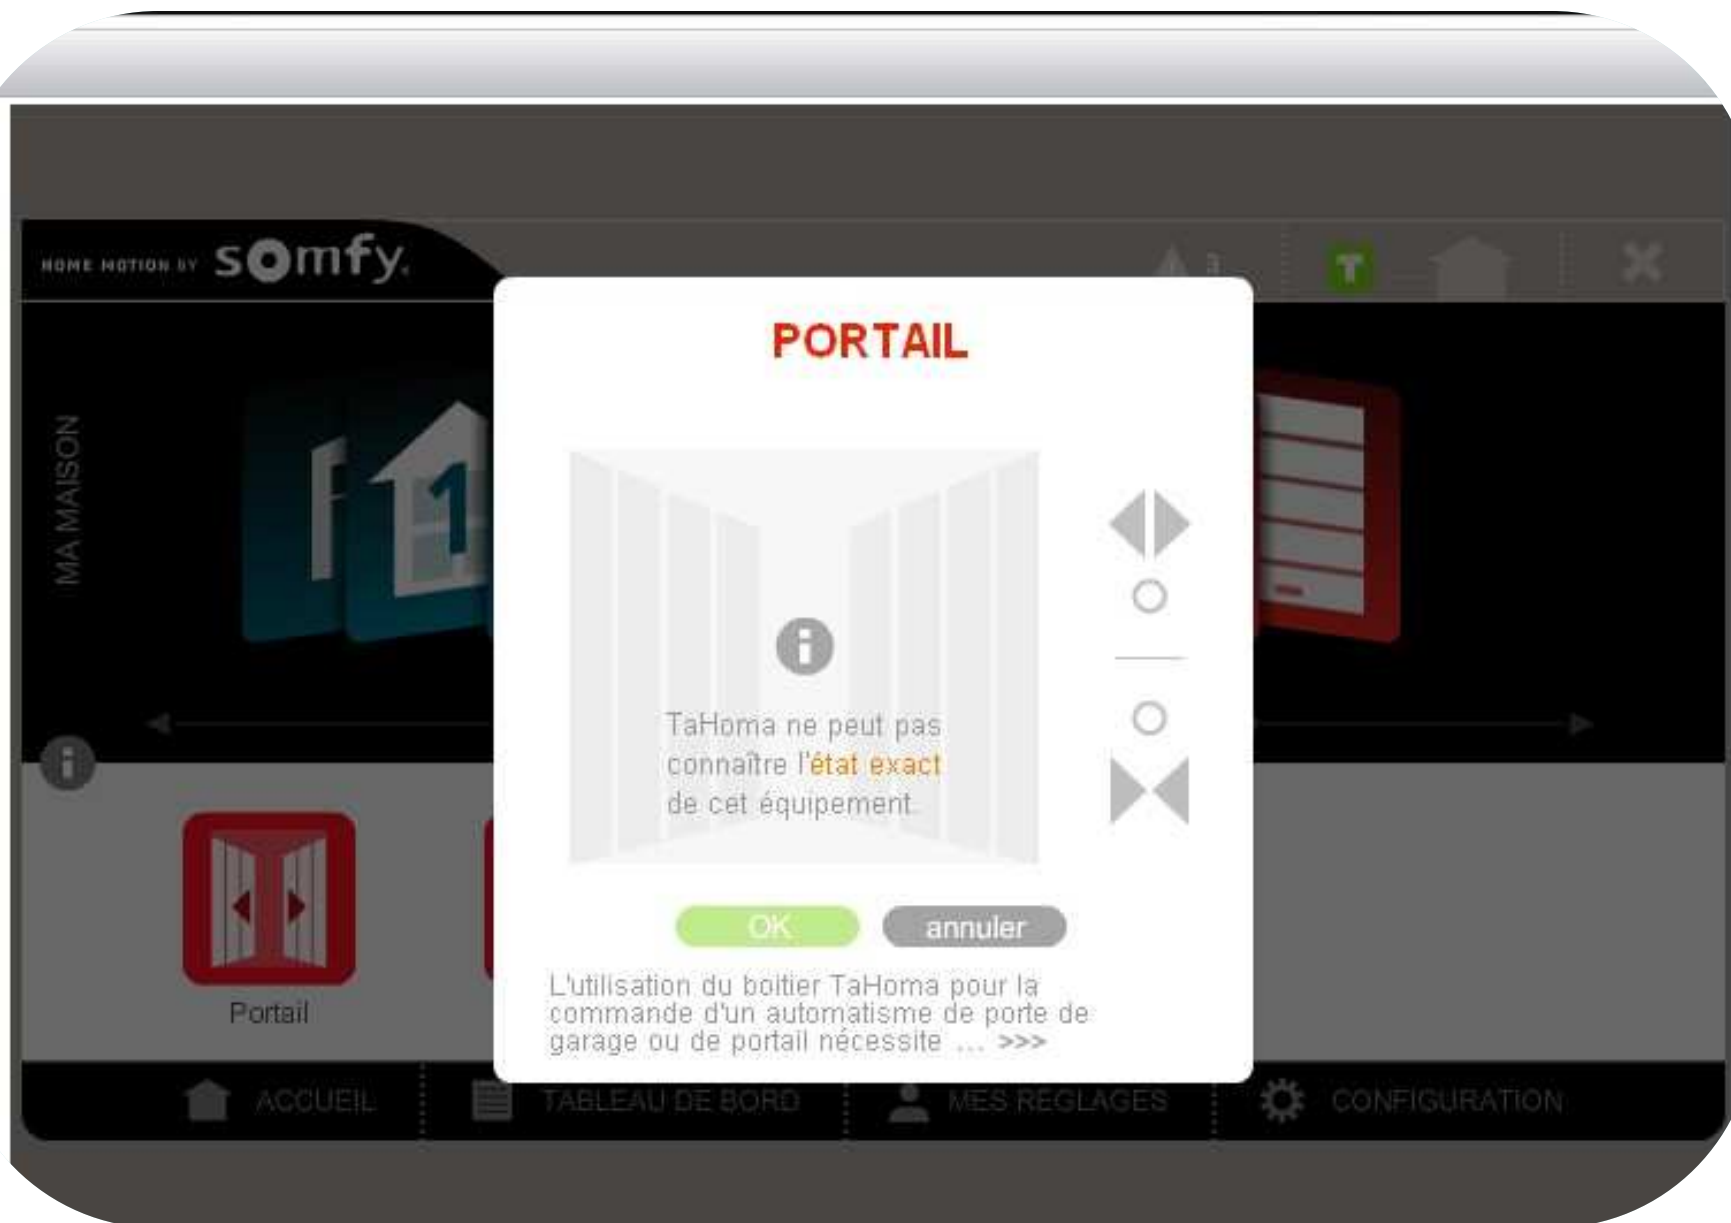 HOME MOTION BY somfy.
3
T
PORTAIL
MA MAISON
1
TaHoma ne peut pas
connaître l'état exact
de cet équipement.
OK
annuler
L'utilisation du boitier TaHoma pour la
commande d'un automatisme de porte de
garage ou de portail nécessite ... >>>
Portail
ACCUEIL
TABLEAU DE BORD
MES REGLAGES
CONFIGURATION